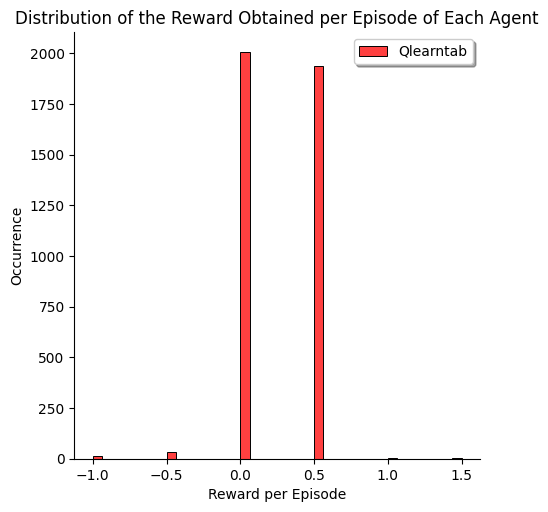 Distribution of the Reward Obtained per Episode of Each Agent
Qlearntab
Occurrence
2000
1750
1500
1250
1000
750
500
250
0
−1.0 −0.5 0.0 0.5 1.0 1.5
Reward per Episode